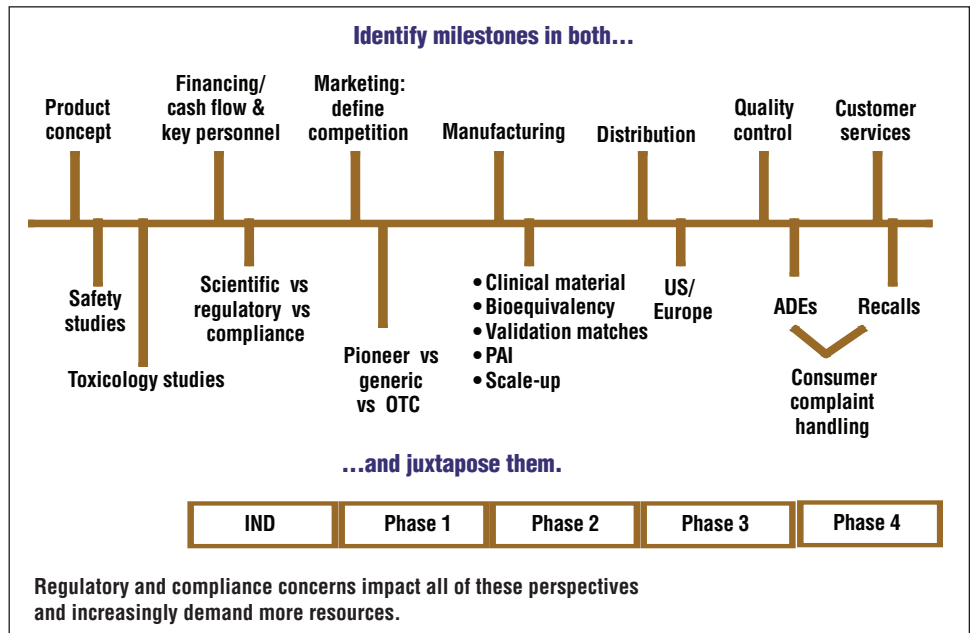 Identify milestones in both...
Product
concept
Financing/
cash flow &
key personnel
Marketing:
define
competition
Manufacturing
Distribution
Quality
control
Customer
services
Safety
studies
Toxicology studies
Scientific vs
regulatory vs
compliance
Pioneer vs
generic
vs OTC
• Clinical material
• Bioequivalency
• Validation matches
• PAI
• Scale-up
US/
Europe
ADEs
Recalls
Consumer
complaint
handling
...and juxtapose them.
IND
Phase 1
Phase 2
Phase 3
Phase 4
Regulatory and compliance concerns impact all of these perspectives
and increasingly demand more resources.